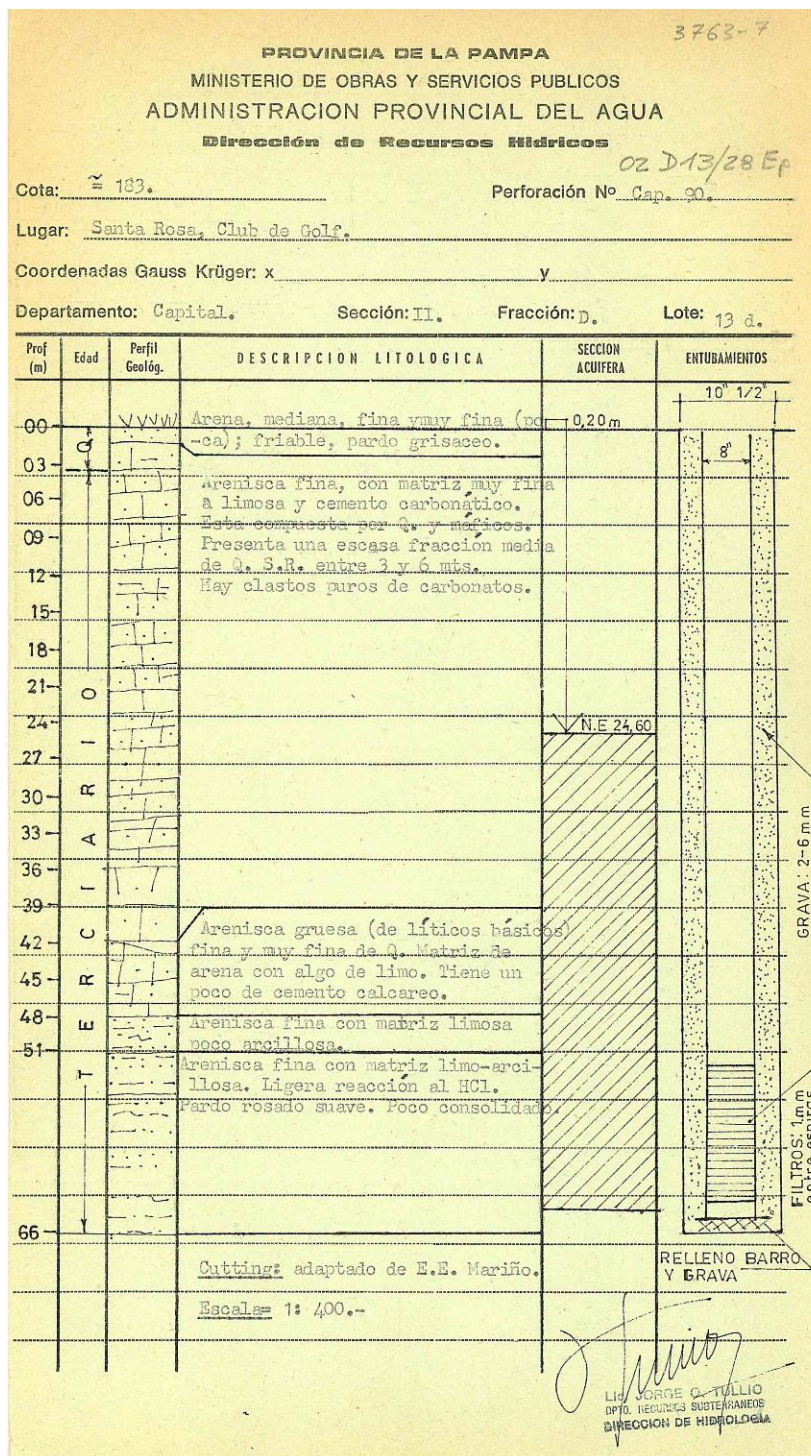 3763-7
PROVINCIA DE LA PAMPA
MINISTERIO DE OBRAS Y SERVICIOS PUBLICOS
ADMINISTRACION PROVINCIAL DEL AGUA
Dirección de Recursos Hídricos
02 D13/28 Ep
Cota: ≅ 183. Perforación Nº Cap. 90.
Lugar: Santa Rosa, Club de Golf.
Coordenadas Gauss Krüger: x y
Departamento: Capital. Sección: II. Fracción: D. Lote: 13 d.
Prof (m) Edad Perfil Geológ. DESCRIPCION LITOLOGICA SECCION ACUIFERA ENTUBAMIENTOS
10" 1/2"
8"
00
03
06
09
12
15
18
21
24
27
30
33
36
39
42
45
48
51
66
Q
TERCIARIO
Arena, mediana, fina ymuy fina (po
-ca); friable, pardo grisaceo.
Arenisca fina, con matriz muy fina
a limosa y cemento carbonático.
Esta compuesta por Q. y máficos.
Presenta una escasa fracción media
de Q. S.R. entre 3 y 6 mts.
Hay clastos puros de carbonatos.
Arenisca gruesa (de líticos básicos)
fina y muy fina de Q. Matriz de
arena con algo de limo. Tiene un
poco de cemento calcareo.
Arenisca fina con matriz limosa
poco arcillosa.
Arenisca fina con matriz limo-arci-
llosa. Ligera reacción al HCl.
Pardo rosado suave. Poco consolidado.
0,20m
N.E 24,60
GRAVA: 2-6mm
FILTROS: 1mm
RELLENO BARRO
Y GRAVA
Cutting: adaptado de E.E. Mariño.
Escala= 1: 400.-
Lic. JORGE O. TULLIO
DPTO. RECURSOS SUBTERRANEOS
DIRECCION DE HIDROLOGIA